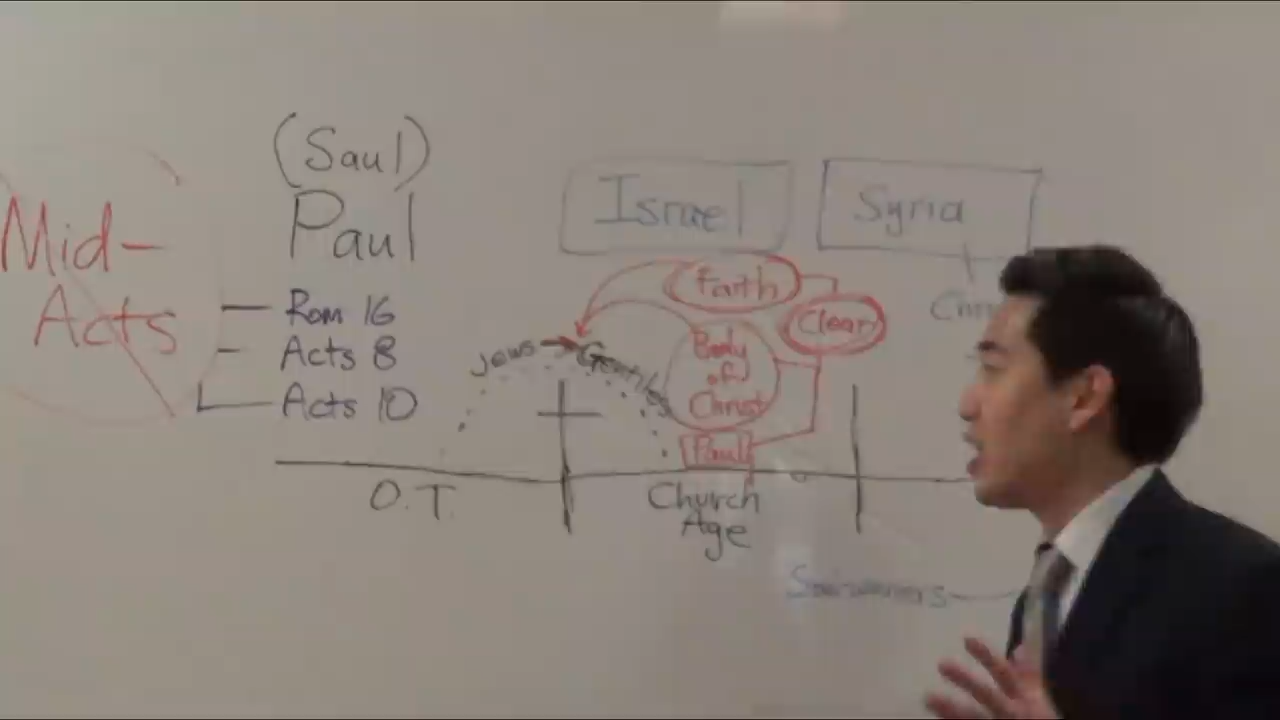 Mid-
Acts
(Saul)
Paul
Rom 16
Acts 8
Acts 10
Israel
Syria
Faith
Clear
Jews
Gentiles
Body
of
Christ
Paul
O.T.
Church
Age